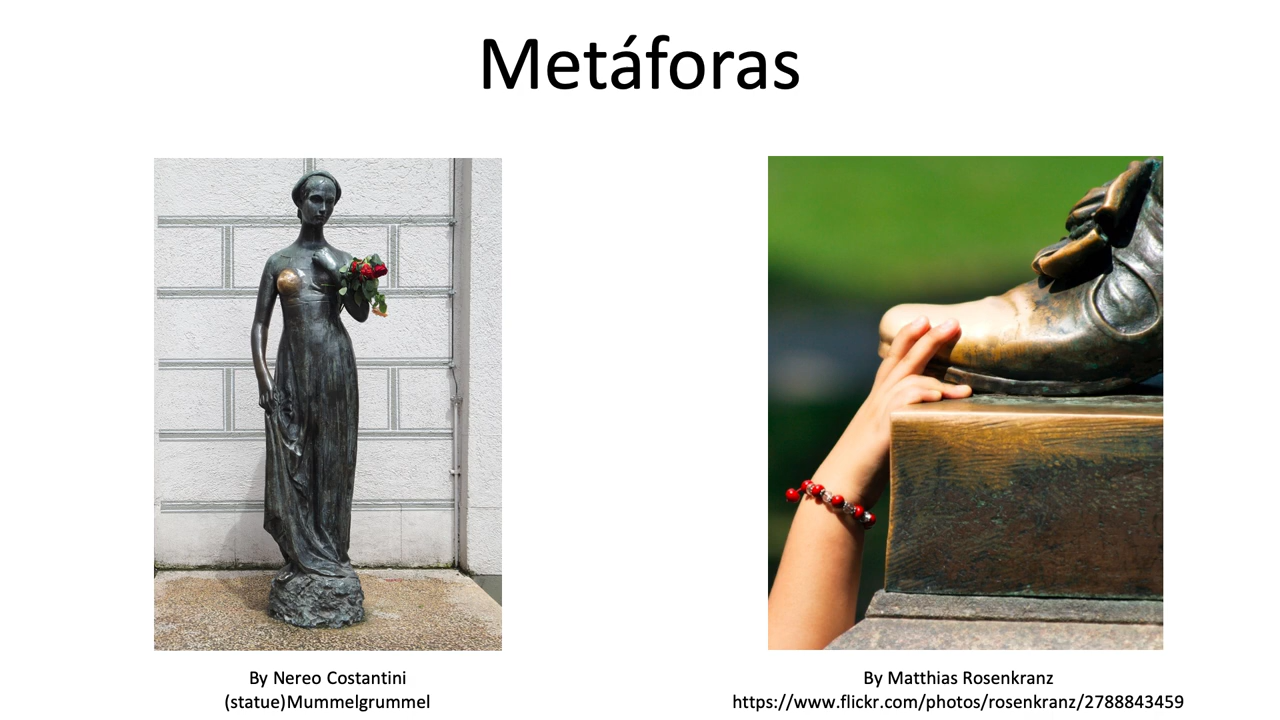 Metáforas
By Nereo Costantini
(statue)Mummelgrummel
By Matthias Rosenkranz
https://www.flickr.com/photos/rosenkranz/2788843459